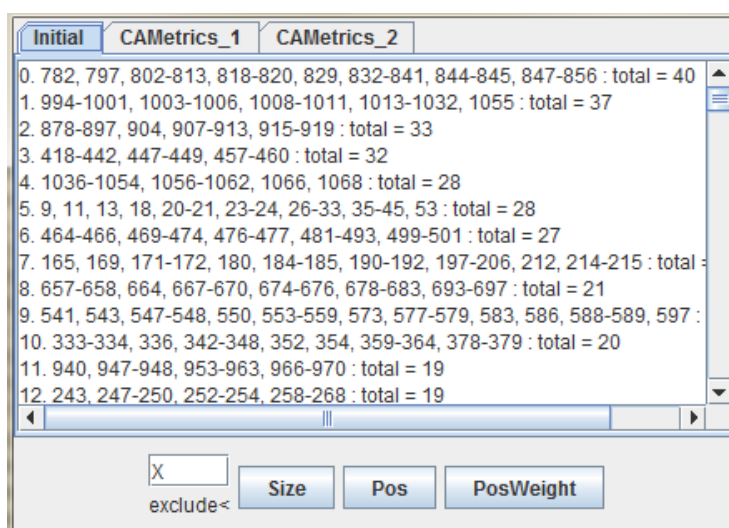 Initial CAMetrics_1 CAMetrics_2
0. 782, 797, 802-813, 818-820, 829, 832-841, 844-845, 847-856 : total = 40
1. 994-1001, 1003-1006, 1008-1011, 1013-1032, 1055 : total = 37
2. 878-897, 904, 907-913, 915-919 : total = 33
3. 418-442, 447-449, 457-460 : total = 32
4. 1036-1054, 1056-1062, 1066, 1068 : total = 28
5. 9, 11, 13, 18, 20-21, 23-24, 26-33, 35-45, 53 : total = 28
6. 464-466, 469-474, 476-477, 481-493, 499-501 : total = 27
7. 165, 169, 171-172, 180, 184-185, 190-192, 197-206, 212, 214-215 : total =
8. 657-658, 664, 667-670, 674-676, 678-683, 693-697 : total = 21
9. 541, 543, 547-548, 550, 553-559, 573, 577-579, 583, 586, 588-589, 597 :
10. 333-334, 336, 342-348, 352, 354, 359-364, 378-379 : total = 20
11. 940, 947-948, 953-963, 966-970 : total = 19
12. 243, 247-250, 252-254, 258-268 : total = 19
X
exclude<
Size Pos PosWeight